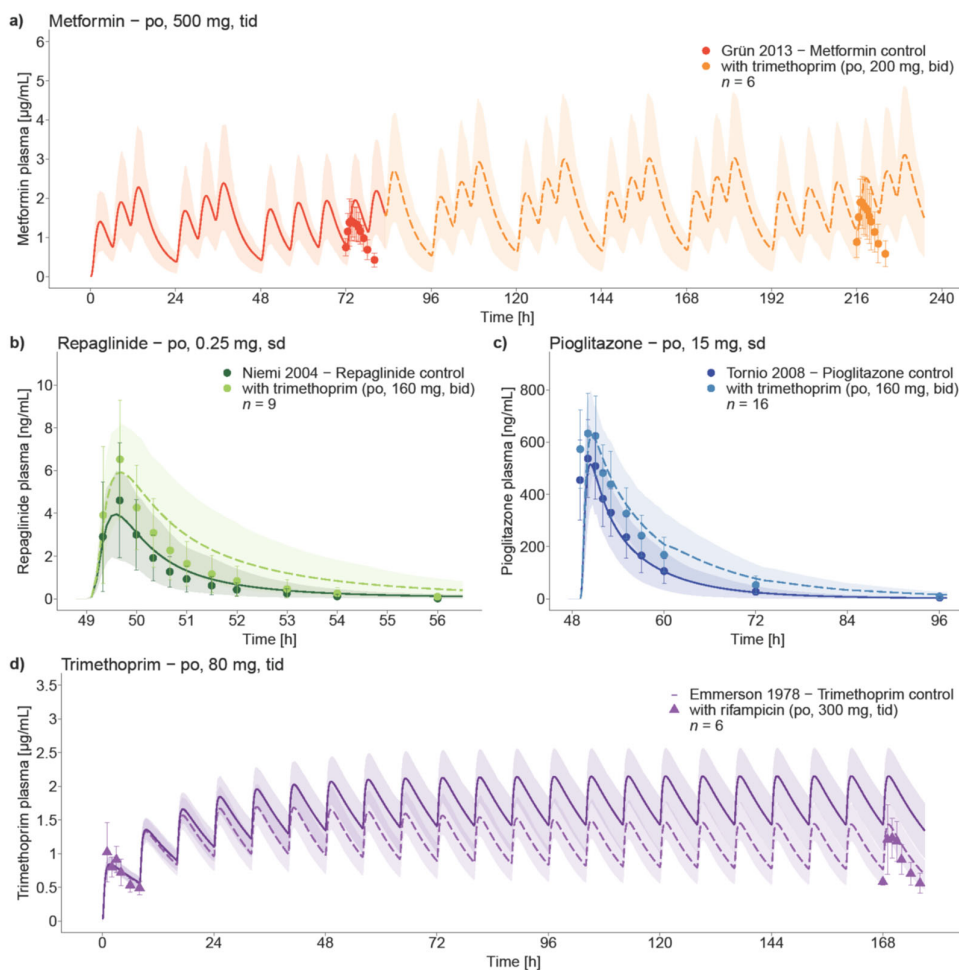 a) Metformin − po, 500 mg, tid
Metformin plasma [µg/mL]
6
5
4
3
2
1
0
Grün 2013 − Metformin control
with trimethoprim (po, 200 mg, bid)
n = 6
0 24 48 72 96 120 144 168 192 216 240
Time [h]
b) Repaglinide − po, 0.25 mg, sd
Repaglinide plasma [ng/mL]
10
8
6
4
2
0
Niemi 2004 − Repaglinide control
with trimethoprim (po, 160 mg, bid)
n = 9
49 50 51 52 53 54 55 56
Time [h]
c) Pioglitazone − po, 15 mg, sd
Pioglitazone plasma [ng/mL]
800
600
400
200
0
Tornio 2008 − Pioglitazone control
with trimethoprim (po, 160 mg, bid)
n = 16
48 60 72 84 96
Time [h]
d) Trimethoprim − po, 80 mg, tid
Trimethoprim plasma [µg/mL]
3.5
3
2.5
2
1.5
1
0.5
0
Emmerson 1978 − Trimethoprim control
with rifampicin (po, 300 mg, tid)
n = 6
0 24 48 72 96 120 144 168
Time [h]